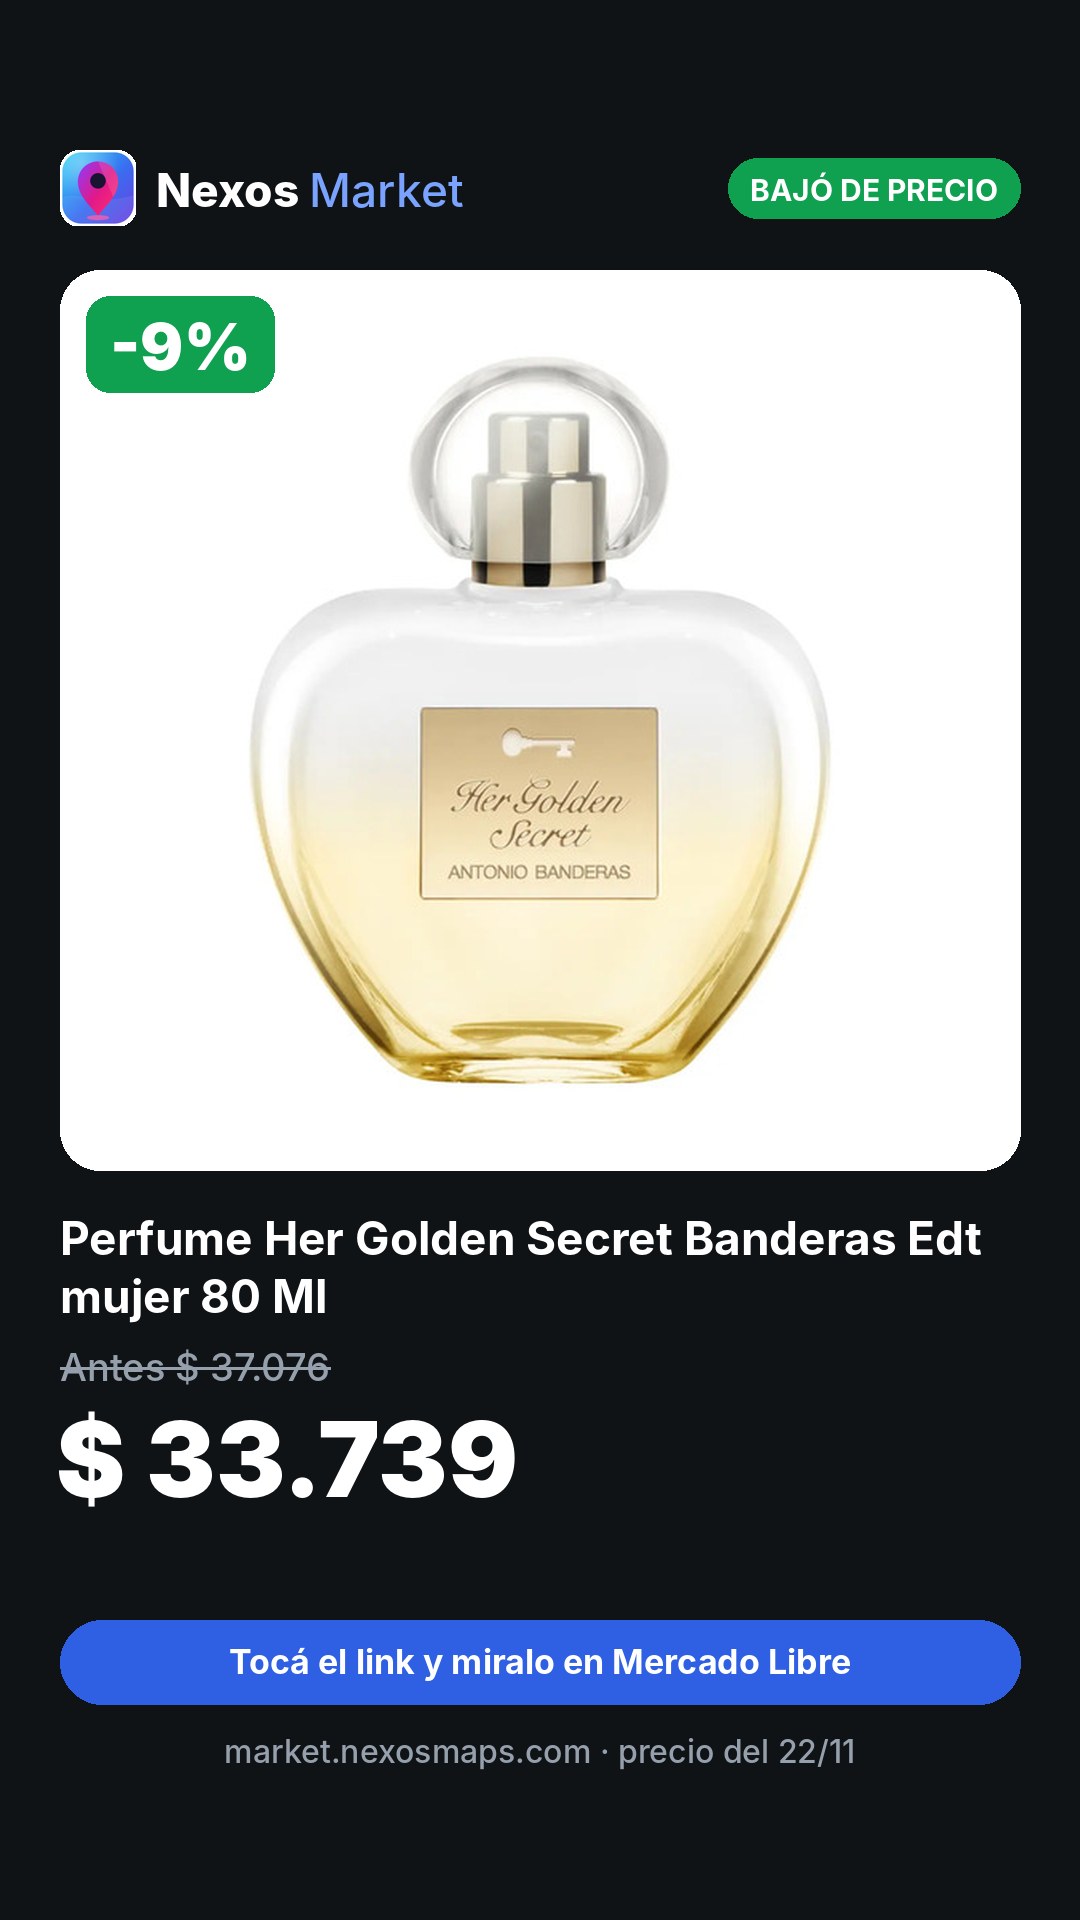 Nexos Market
BAJÓ DE PRECIO
-9%
Her Golden
Secret
ANTONIO BANDERAS
Perfume Her Golden Secret Banderas Edt
mujer 80 Ml
Antes $ 37.076
$ 33.739
Tocá el link y miralo en Mercado Libre
market.nexosmaps.com · precio del 22/11